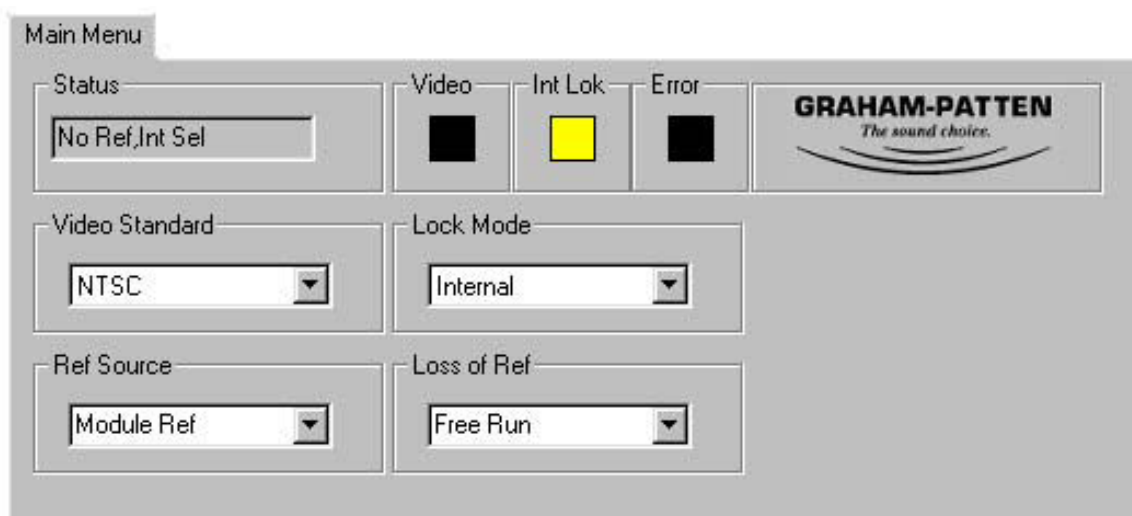 Main Menu
Status
Video
Int Lok
Error
No Ref,Int Sel
GRAHAM-PATTEN
The sound choice.
Video Standard
Lock Mode
NTSC
Internal
Ref Source
Loss of Ref
Module Ref
Free Run